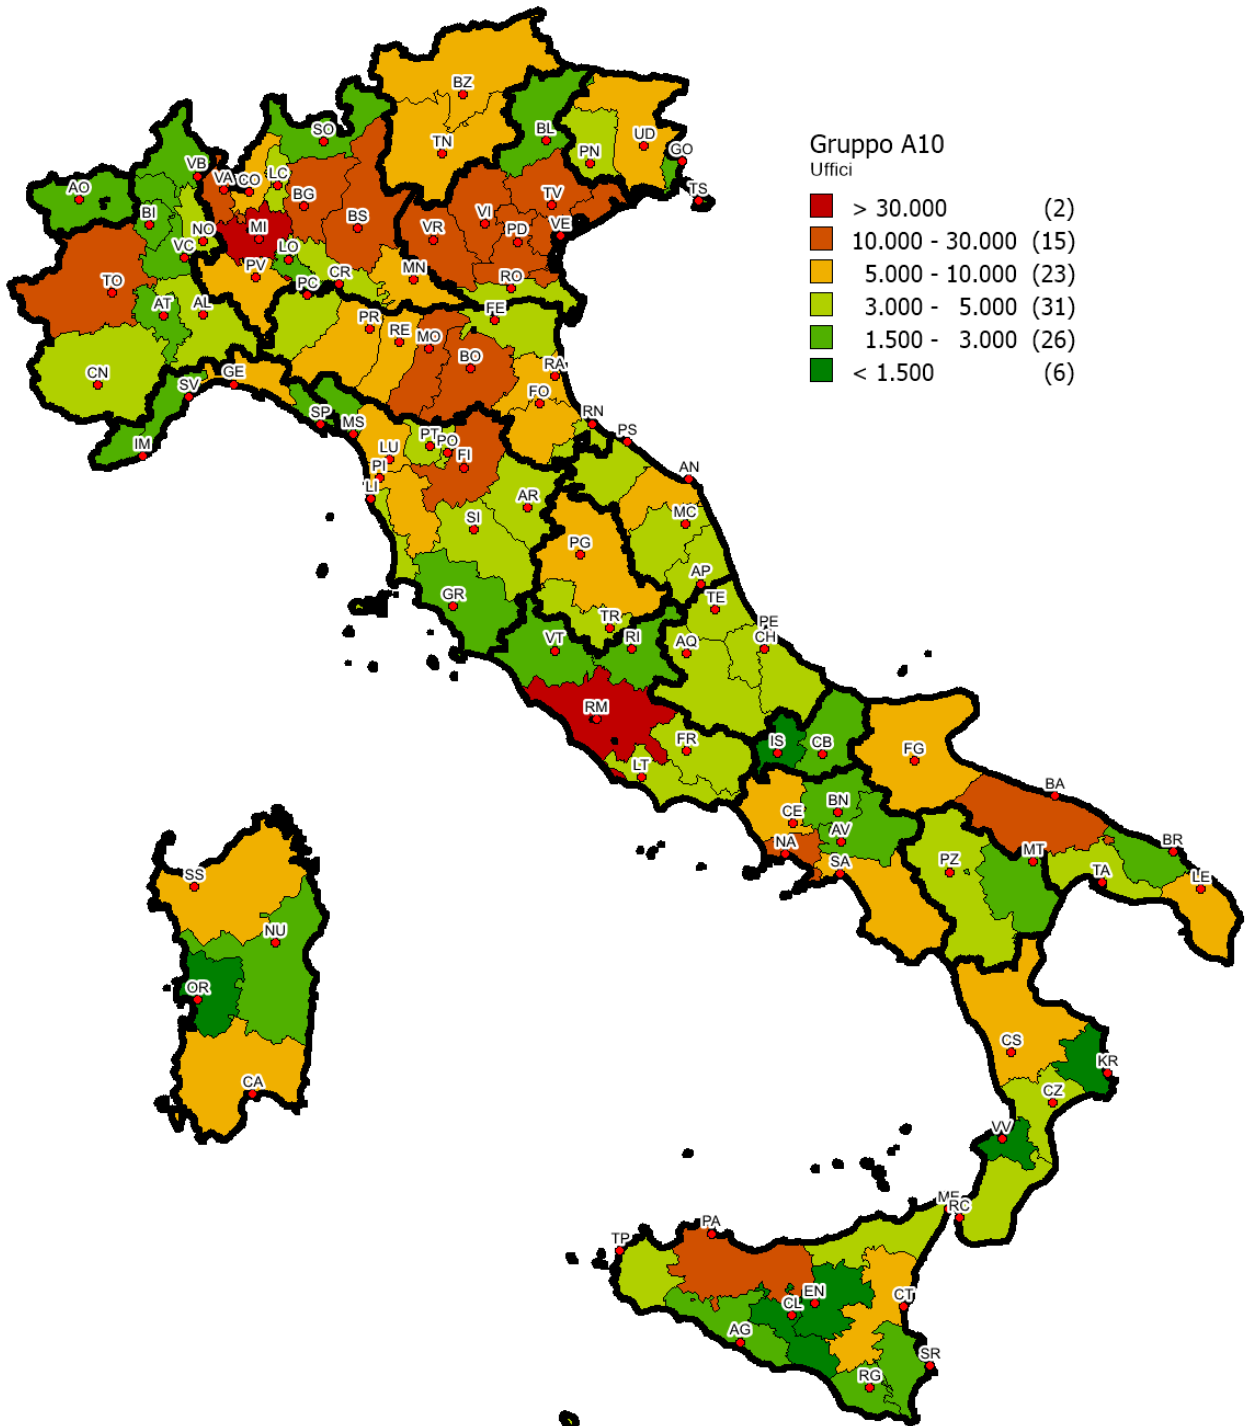 Gruppo A10
Uffici
> 30.000 (2)
10.000 - 30.000 (15)
5.000 - 10.000 (23)
3.000 - 5.000 (31)
1.500 - 3.000 (26)
< 1.500 (6)
BZ
SO
BL
UD
TN
PN
GO
VB
VA
CO
LC
AO
BG
TV
TS
BI
NO
MI
BS
VR
VI
PD
VE
VC
LO
PV
CR
MN
RO
TO
PC
AT
AL
PR
RE
MO
FE
BO
RA
CN
SV
GE
FO
SP
MS
RN
PS
IM
LU
PT
PO
FI
PI
LI
AN
AR
SI
MC
PG
AP
GR
TE
TR
PE
VT
RI
AQ
CH
RM
FR
IS
CB
FG
LT
BA
CE
BN
NA
AV
BR
SA
PZ
MT
TA
LE
SS
NU
OR
CS
KR
CA
CZ
VV
ME
RC
PA
TP
EN
CL
CT
AG
SR
RG